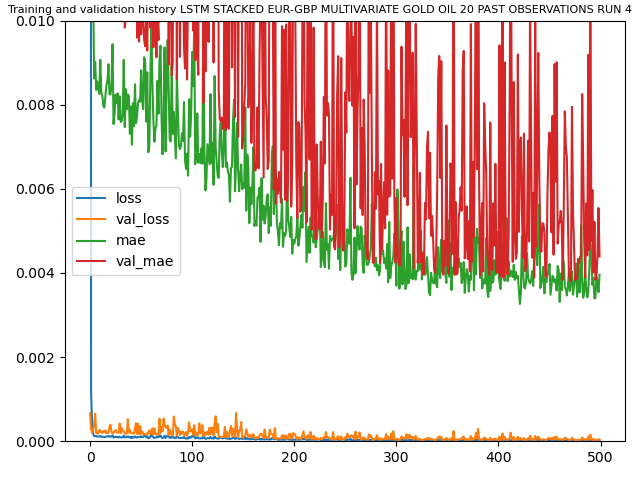 Training and validation history LSTM STACKED EUR-GBP MULTIVARIATE GOLD OIL 20 PAST OBSERVATIONS RUN 4
0.010
0.008
0.006
0.004
0.002
0.000
loss
val_loss
mae
val_mae
0 100 200 300 400 500